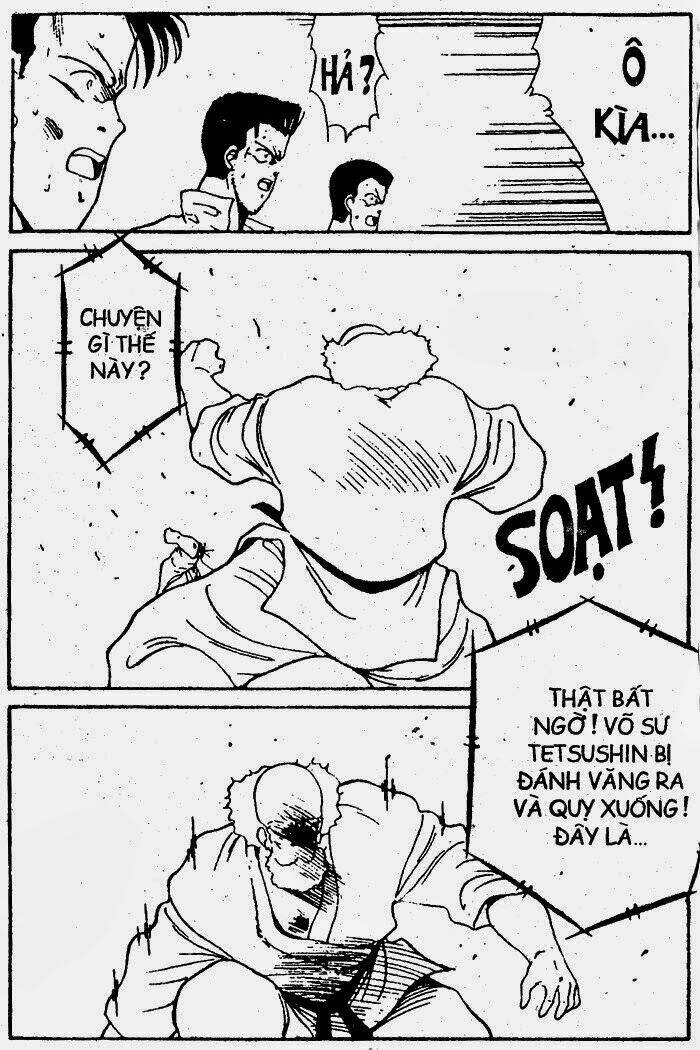 Ô
KÌA...
HẢ?
CHUYỆN
GÌ THẾ
NÀY?
SOẠT!
THẬT BẤT
NGỜ! VÕ SƯ
TETSUSHIN BỊ
ĐÁNH VĂNG RA
VÀ QUỴ XUỐNG!
ĐÂY LÀ...